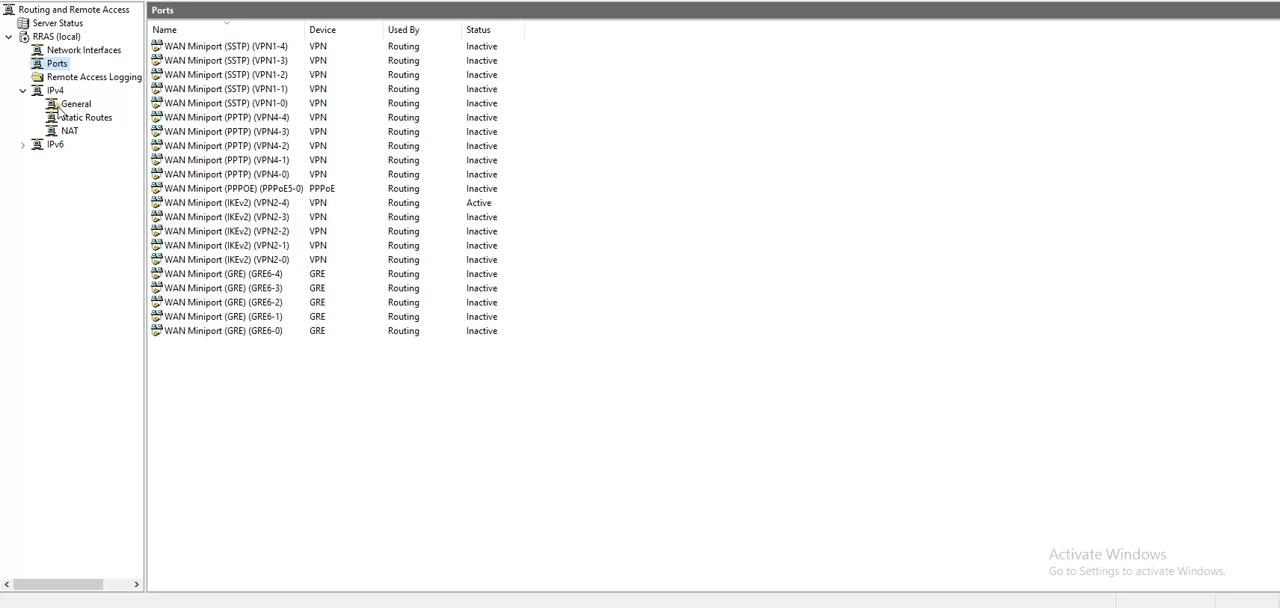 Routing and Remote Access
Server Status
RRAS (local)
Network Interfaces
Ports
Remote Access Logging
IPv4
General
Static Routes
NAT
IPv6
Ports
Name Device Used By Status
WAN Miniport (SSTP) (VPN1-4) VPN Routing Inactive
WAN Miniport (SSTP) (VPN1-3) VPN Routing Inactive
WAN Miniport (SSTP) (VPN1-2) VPN Routing Inactive
WAN Miniport (SSTP) (VPN1-1) VPN Routing Inactive
WAN Miniport (SSTP) (VPN1-0) VPN Routing Inactive
WAN Miniport (PPTP) (VPN4-4) VPN Routing Inactive
WAN Miniport (PPTP) (VPN4-3) VPN Routing Inactive
WAN Miniport (PPTP) (VPN4-2) VPN Routing Inactive
WAN Miniport (PPTP) (VPN4-1) VPN Routing Inactive
WAN Miniport (PPTP) (VPN4-0) VPN Routing Inactive
WAN Miniport (PPPOE) (PPPoE5-0) PPPoE Routing Inactive
WAN Miniport (IKEv2) (VPN2-4) VPN Routing Active
WAN Miniport (IKEv2) (VPN2-3) VPN Routing Inactive
WAN Miniport (IKEv2) (VPN2-2) VPN Routing Inactive
WAN Miniport (IKEv2) (VPN2-1) VPN Routing Inactive
WAN Miniport (IKEv2) (VPN2-0) VPN Routing Inactive
WAN Miniport (GRE) (GRE6-4) GRE Routing Inactive
WAN Miniport (GRE) (GRE6-3) GRE Routing Inactive
WAN Miniport (GRE) (GRE6-2) GRE Routing Inactive
WAN Miniport (GRE) (GRE6-1) GRE Routing Inactive
WAN Miniport (GRE) (GRE6-0) GRE Routing Inactive
Activate Windows
Go to Settings to activate Windows.